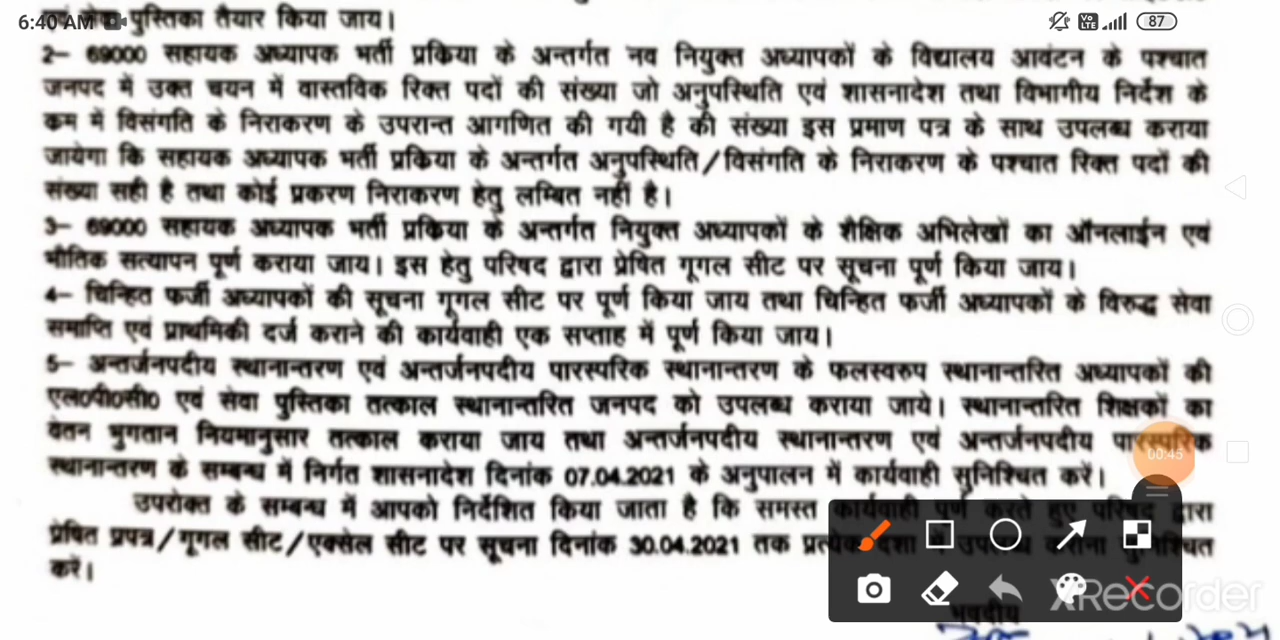 एवं सेवा पुस्तिका तैयार किया जाय।
6:40 AM
Vo LTE 87
2– 69000 सहायक अध्यापक भर्ती प्रकिया के अन्तर्गत नव नियुक्त अध्यापकों के विद्यालय आवंटन के पश्चात
जनपद में उक्त चयन में वास्तविक रिक्त पदों की संख्या जो अनुपस्थिति एवं शासनादेश तथा विभागीय निर्देश के
कम में विसंगति के निराकरण के उपरान्त आगणित की गयी है की संख्या इस प्रमाण पत्र के साथ उपलब्ध कराया
जायेगा कि सहायक अध्यापक भर्ती प्रकिया के अन्तर्गत अनुपस्थिति/विसंगति के निराकरण के पश्चात रिक्त पदों की
संख्या सही है तथा कोई प्रकरण निराकरण हेतु लम्बित नहीं है।
3– 69000 सहायक अध्यापक भर्ती प्रकिया के अन्तर्गत नियुक्त अध्यापकों के शैक्षिक अभिलेखों का ऑनलाईन एवं
भौतिक सत्यापन पूर्ण कराया जाय। इस हेतु परिषद द्वारा प्रेषित गूगल सीट पर सूचना पूर्ण किया जाय।
4– चिन्हित फर्जी अध्यापकों की सूचना गूगल सीट पर पूर्ण किया जाय तथा चिन्हित फर्जी अध्यापकों के विरुद्ध सेवा
समाप्ति एवं प्राथमिकी दर्ज कराने की कार्यवाही एक सप्ताह में पूर्ण किया जाय।
5– अन्तर्जनपदीय स्थानान्तरण एवं अन्तर्जनपदीय पारस्परिक स्थानान्तरण के फलस्वरुप स्थानान्तरित अध्यापकों की
एल0पी0सी0 एवं सेवा पुस्तिका तत्काल स्थानान्तरित जनपद को उपलब्ध कराया जाये। स्थानान्तरित शिक्षकों का
वेतन भुगतान नियमानुसार तत्काल कराया जाय तथा अन्तर्जनपदीय स्थानान्तरण एवं अन्तर्जनपदीय पारस्परिक
00:45
स्थानान्तरण के सम्बन्ध में निर्गत शासनादेश दिनांक 07.04.2021 के अनुपालन में कार्यवाही सुनिश्चित करें।
उपरोक्त के सम्बन्ध में आपको निर्देशित किया जाता है कि समस्त कार्यवाही पूर्ण करते हुए परिषद द्वारा
प्रेषित प्रपत्र/गूगल सीट/एक्सेल सीट पर सूचना दिनांक 30.04.2021 तक प्रत्येक दशा में उपलब्ध कराना सुनिश्चित
करें।
XRecorder
भवदीय